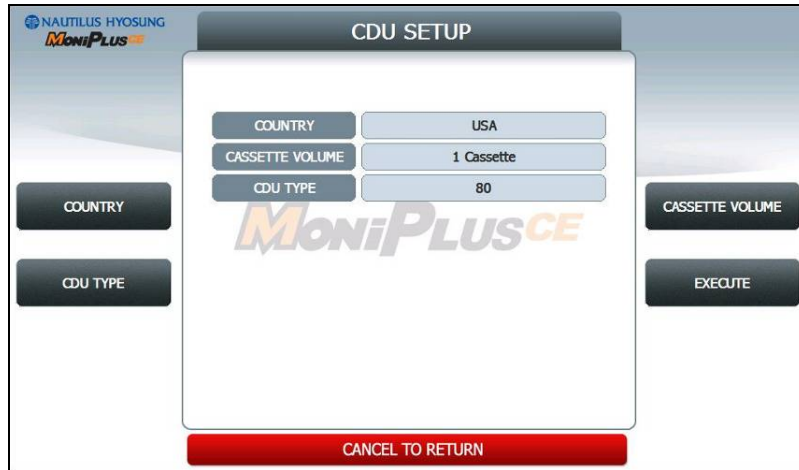 NAUTILUS HYOSUNG
MONIPLUSCE
CDU SETUP
COUNTRY USA
CASSETTE VOLUME 1 Cassette
CDU TYPE 80
MONIPLUSCE
COUNTRY
CASSETTE VOLUME
CDU TYPE
EXECUTE
CANCEL TO RETURN